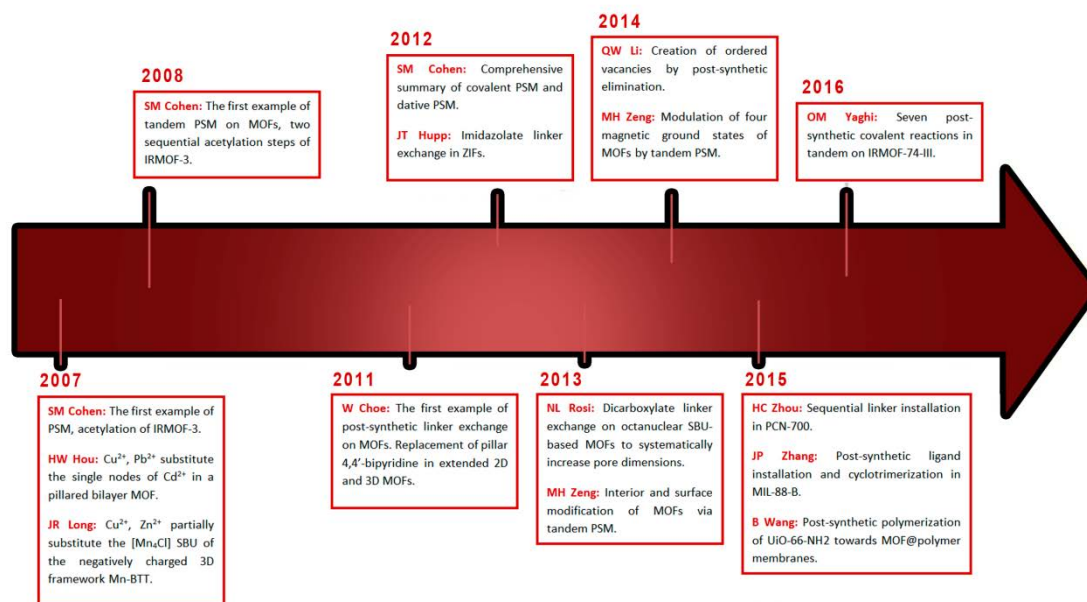 2008
SM Cohen: The first example of
tandem PSM on MOFs, two
sequential acetylation steps of
IRMOF-3.
2012
SM Cohen: Comprehensive
summary of covalent PSM and
dative PSM.
JT Hupp: Imidazolate linker
exchange in ZIFs.
2014
QW Li: Creation of ordered
vacancies by post-synthetic
elimination.
MH Zeng: Modulation of four
magnetic ground states of
MOFs by tandem PSM.
2016
OM Yaghi: Seven post-
synthetic covalent reactions in
tandem on IRMOF-74-III.
2007
SM Cohen: The first example of
PSM, acetylation of IRMOF-3.
HW Hou: Cu²⁺, Pb²⁺ substitute
the single nodes of Cd²⁺ in a
pillared bilayer MOF.
JR Long: Cu²⁺, Zn²⁺ partially
substitute the [Mn₄Cl] SBU of
the negatively charged 3D
framework Mn-BTT.
2011
W Choe: The first example of
post-synthetic linker exchange
on MOFs. Replacement of pillar
4,4’-bipyridine in extended 2D
and 3D MOFs.
2013
NL Rosi: Dicarboxylate linker
exchange on octanuclear SBU-
based MOFs to systematically
increase pore dimensions.
MH Zeng: Interior and surface
modification of MOFs via
tandem PSM.
2015
HC Zhou: Sequential linker installation
in PCN-700.
JP Zhang: Post-synthetic ligand
installation and cyclotrimerization in
MIL-88-B.
B Wang: Post-synthetic polymerization
of UiO-66-NH2 towards MOF@polymer
membranes.